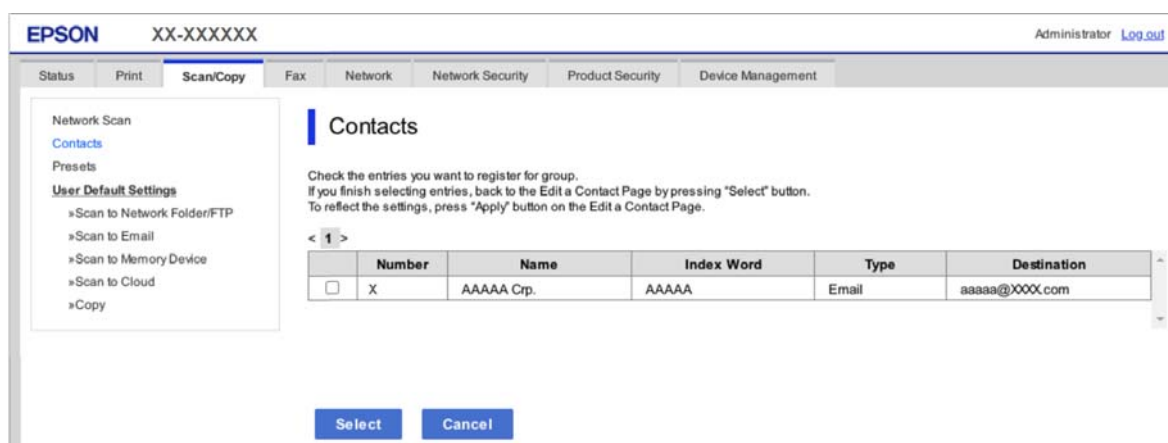 EPSON XX-XXXXXX Administrator Log out
Status Print Scan/Copy Fax Network Network Security Product Security Device Management
Network Scan
Contacts
Presets
User Default Settings
»Scan to Network Folder/FTP
»Scan to Email
»Scan to Memory Device
»Scan to Cloud
»Copy
Contacts
Check the entries you want to register for group.
If you finish selecting entries, back to the Edit a Contact Page by pressing "Select" button.
To reflect the settings, press "Apply" button on the Edit a Contact Page.
< 1 >
Number Name Index Word Type Destination
X AAAAA Crp. AAAAA Email aaaaa@XXXX.com
Select Cancel